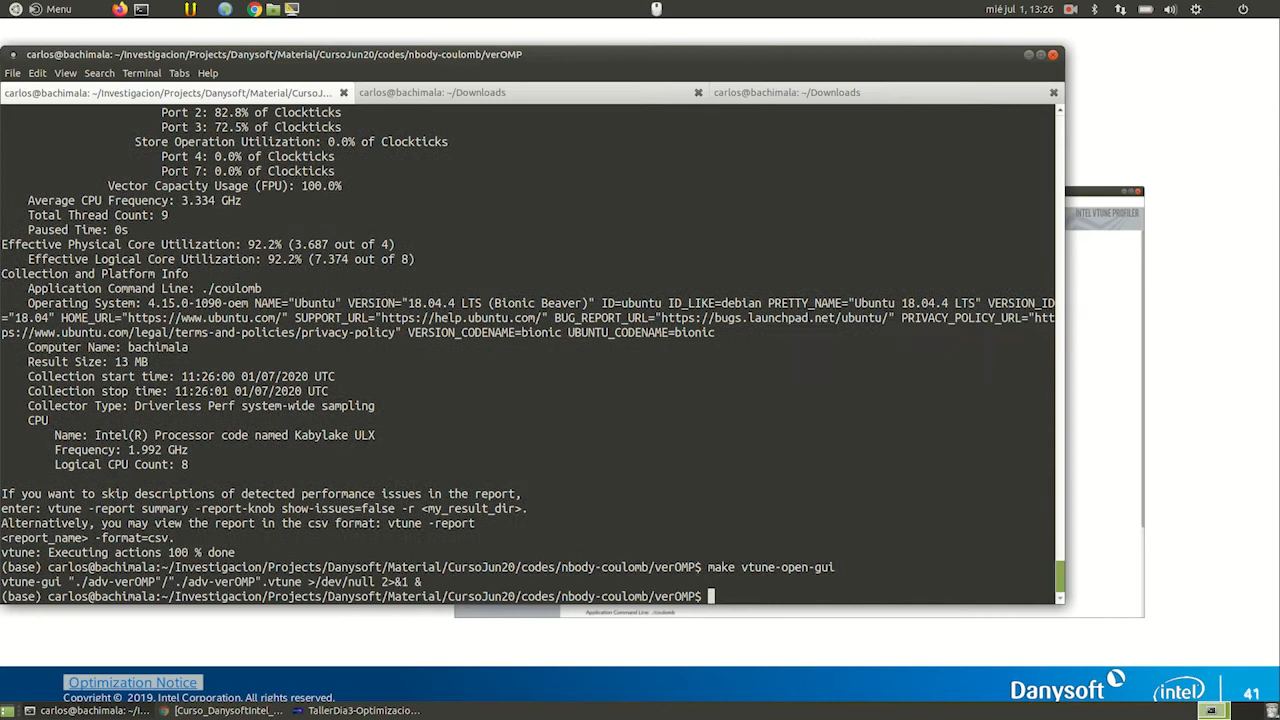 Menu
mié jul 1, 13:26
carlos@bachimala: ~/Investigacion/Projects/Danysoft/Material/CursoJun20/codes/nbody-coulomb/verOMP
File Edit View Search Terminal Tabs Help
carlos@bachimala: ~/Investigacion/Projects/Danysoft/Material/CursoJ... carlos@bachimala: ~/Downloads carlos@bachimala: ~/Downloads
Port 2: 82.8% of Clockticks
Port 3: 72.5% of Clockticks
Store Operation Utilization: 0.0% of Clockticks
Port 4: 0.0% of Clockticks
Port 7: 0.0% of Clockticks
Vector Capacity Usage (FPU): 100.0%
Average CPU Frequency: 3.334 GHz
INTEL VTUNE PROFILER
Total Thread Count: 9
Paused Time: 0s
Effective Physical Core Utilization: 92.2% (3.687 out of 4)
Effective Logical Core Utilization: 92.2% (7.374 out of 8)
Collection and Platform Info
Application Command Line: ./coulomb
Operating System: 4.15.0-1090-oem NAME="Ubuntu" VERSION="18.04.4 LTS (Bionic Beaver)" ID=ubuntu ID_LIKE=debian PRETTY_NAME="Ubuntu 18.04.4 LTS" VERSION_ID
="18.04" HOME_URL="https://www.ubuntu.com/" SUPPORT_URL="https://help.ubuntu.com/" BUG_REPORT_URL="https://bugs.launchpad.net/ubuntu/" PRIVACY_POLICY_URL="htt
ps://www.ubuntu.com/legal/terms-and-policies/privacy-policy" VERSION_CODENAME=bionic UBUNTU_CODENAME=bionic
Computer Name: bachimala
Result Size: 13 MB
Collection start time: 11:26:00 01/07/2020 UTC
Collection stop time: 11:26:01 01/07/2020 UTC
Collector Type: Driverless Perf system-wide sampling
CPU
Name: Intel(R) Processor code named Kabylake ULX
Frequency: 1.992 GHz
Logical CPU Count: 8
If you want to skip descriptions of detected performance issues in the report,
enter: vtune -report summary -report-knob show-issues=false -r <my_result_dir>.
Alternatively, you may view the report in the csv format: vtune -report
<report_name> -format=csv.
vtune: Executing actions 100 % done
(base) carlos@bachimala:~/Investigacion/Projects/Danysoft/Material/CursoJun20/codes/nbody-coulomb/verOMP$ make vtune-open-gui
vtune-gui "./adv-verOMP"/"./adv-verOMP".vtune >/dev/null 2>&1 &
(base) carlos@bachimala:~/Investigacion/Projects/Danysoft/Material/CursoJun20/codes/nbody-coulomb/verOMP$
Application Command Line: ./coulomb
Optimization Notice
Copyright © 2019, Intel Corporation. All rights reserved.
Danysoft intel 41
carlos@bachimala: ~/I... [Curso_DanysoftIntel_... TallerDia3-Optimizacio...